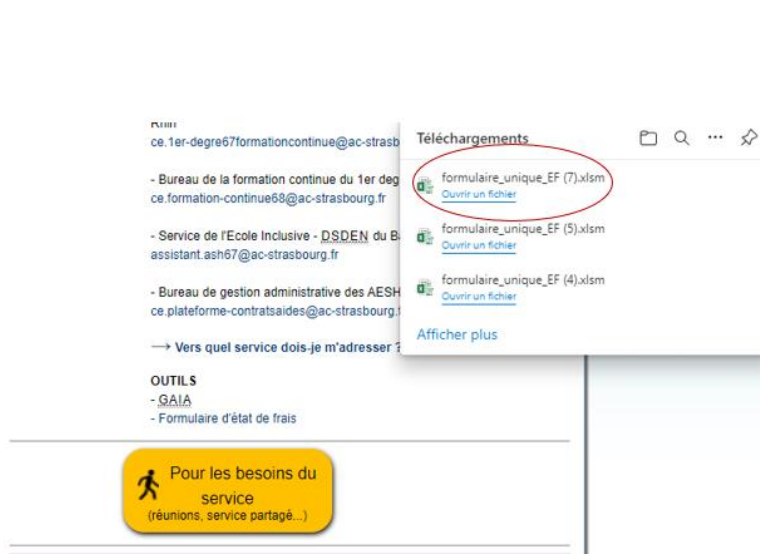 Rhin
ce.1er-degre67formationcontinue@ac-strasb
- Bureau de la formation continue du 1er deg
ce.formation-continue68@ac-strasbourg.fr
- Service de l'Ecole Inclusive - DSDEN du B
assistant.ash67@ac-strasbourg.fr
- Bureau de gestion administrative des AESH
ce.plateforme-contratsaides@ac-strasbourg.
→ Vers quel service dois-je m'adresser ?
OUTILS
- GAIA
- Formulaire d'état de frais
Pour les besoins du
service
(réunions, service partagé...)
Téléchargements
formulaire_unique_EF (7).xlsm
Ouvrir un fichier
formulaire_unique_EF (5).xlsm
Ouvrir un fichier
formulaire_unique_EF (4).xlsm
Ouvrir un fichier
Afficher plus